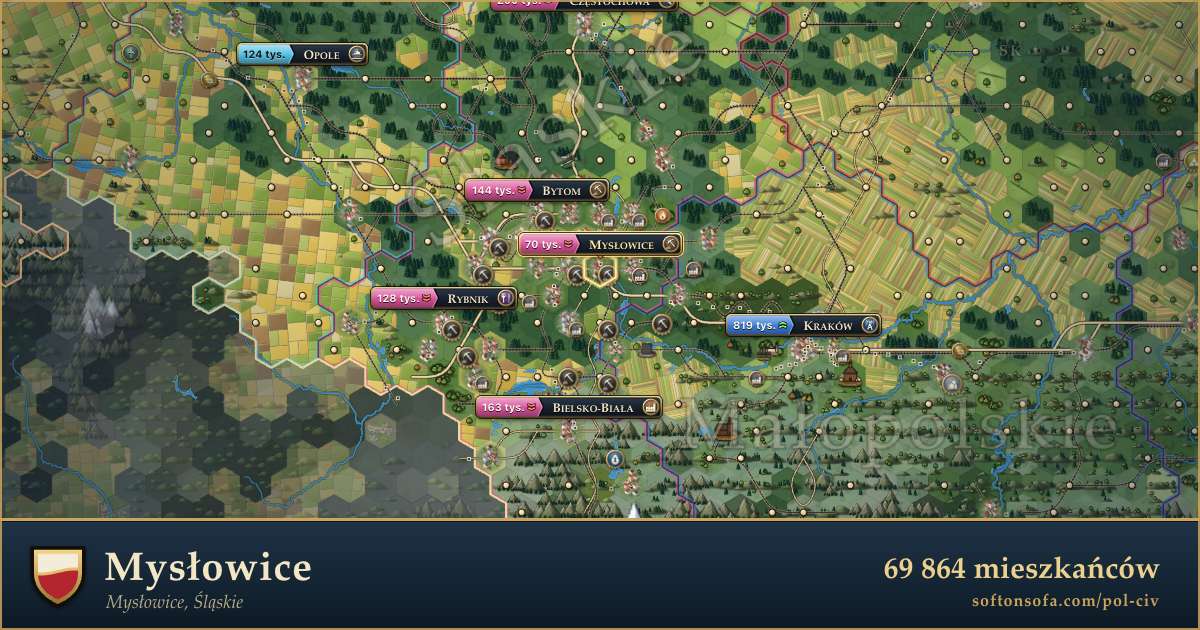 CZĘSTOCHOWA
124 tys. OPOLE
Śląskie
144 tys. BYTOM
70 tys. MYSŁOWICE
128 tys. RYBNIK
819 tys. KRAKÓW
163 tys. BIELSKO-BIAŁA
Małopolskie
Mysłowice
69 864 mieszkańców
Mysłowice, Śląskie
softonsofa.com/pol-civ